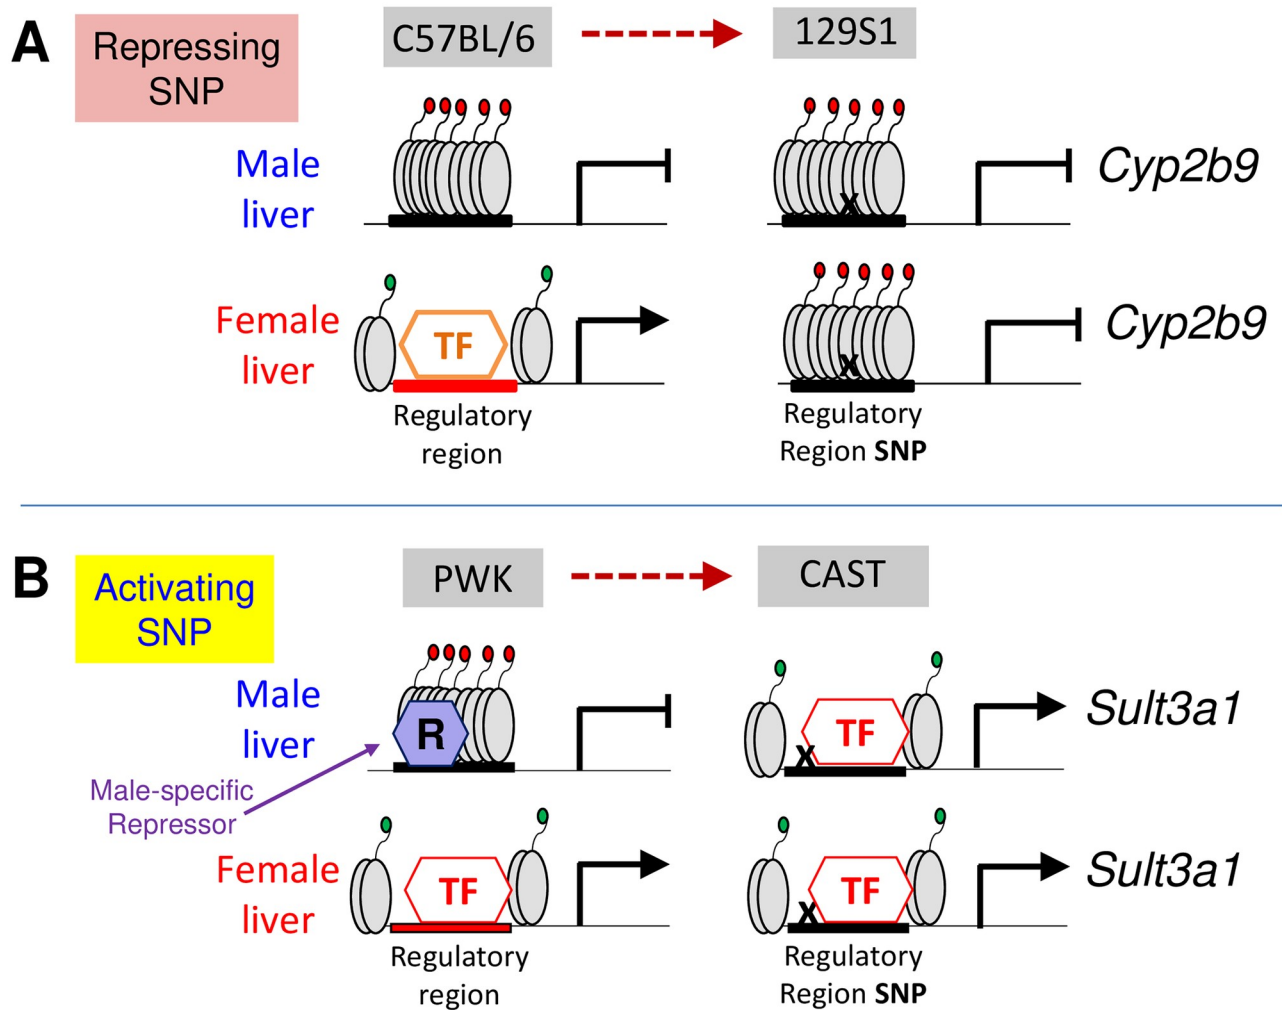 A
Repressing
SNP
C57BL/6
129S1
Male
liver
x
Cyp2b9
Female
liver
TF
x
Cyp2b9
Regulatory
region
Regulatory
Region SNP
B
Activating
SNP
PWK
CAST
Male
liver
R
TF
x
Sult3a1
Male-specific
Repressor
Female
liver
TF
TF
x
Sult3a1
Regulatory
region
Regulatory
Region SNP